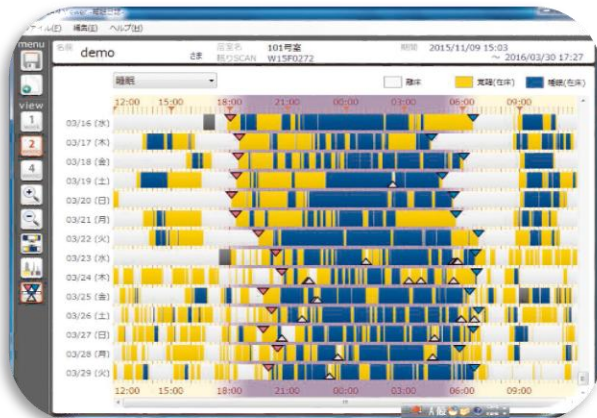 編集(E) ヘルプ(H)
menu
名前 demo さま
居室名 101号室
眠りSCAN W15F0272
期間 2015/11/09 15:03
～ 2016/03/30 17:27
睡眠
離床 覚醒(在床) 睡眠(在床)
view
1
2
4
12:00 15:00 18:00 21:00 00:00 03:00 06:00 09:00
03/16 (水)
03/17 (木)
03/18 (金)
03/19 (土)
03/20 (日)
03/21 (月)
03/22 (火)
03/23 (水)
03/24 (木)
03/25 (金)
03/26 (土)
03/27 (日)
03/28 (月)
03/29 (火)
12:00 15:00 18:00 21:00 00:00 03:00 06:00 09:00